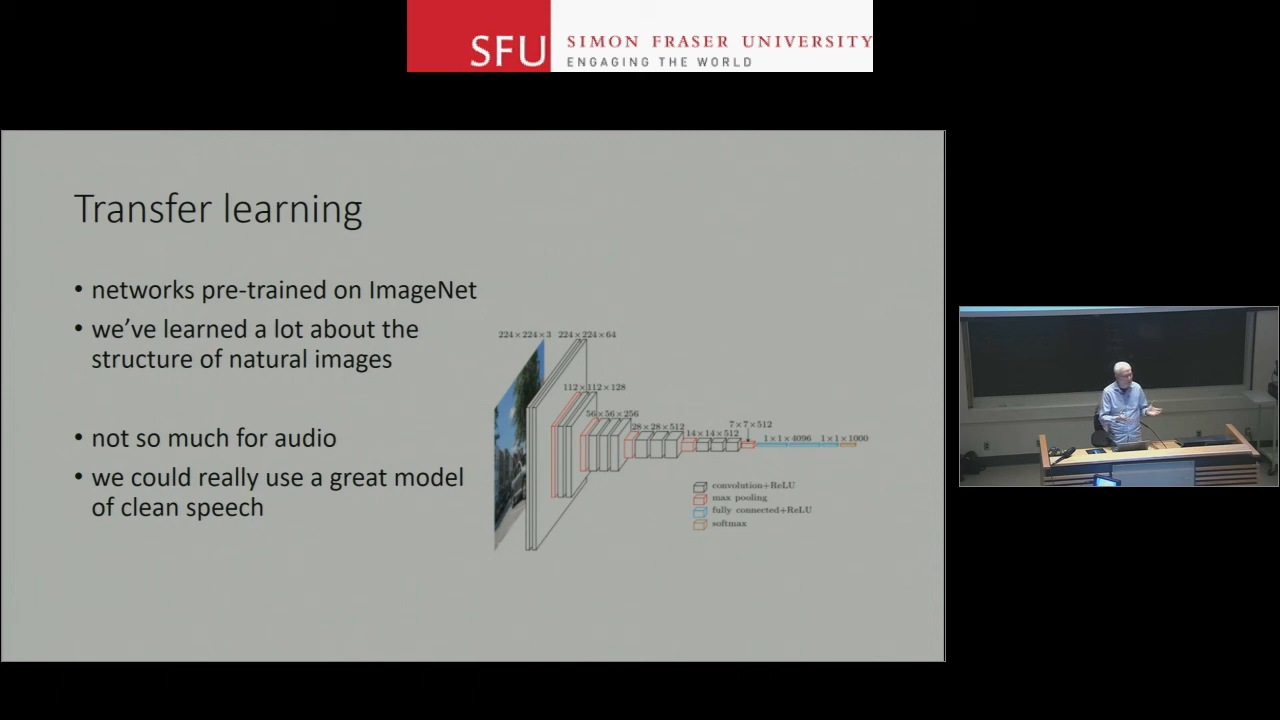 SFU
SIMON FRASER UNIVERSITY
ENGAGING THE WORLD
Transfer learning
• networks pre-trained on ImageNet
• we've learned a lot about the
structure of natural images
• not so much for audio
• we could really use a great model
of clean speech
224×224×3 224×224×64
112×112×128
56×56×256
28×28×512
14×14×512
7×7×512
1×1×4096 1×1×1000
convolution+ReLU
max pooling
fully connected+ReLU
softmax